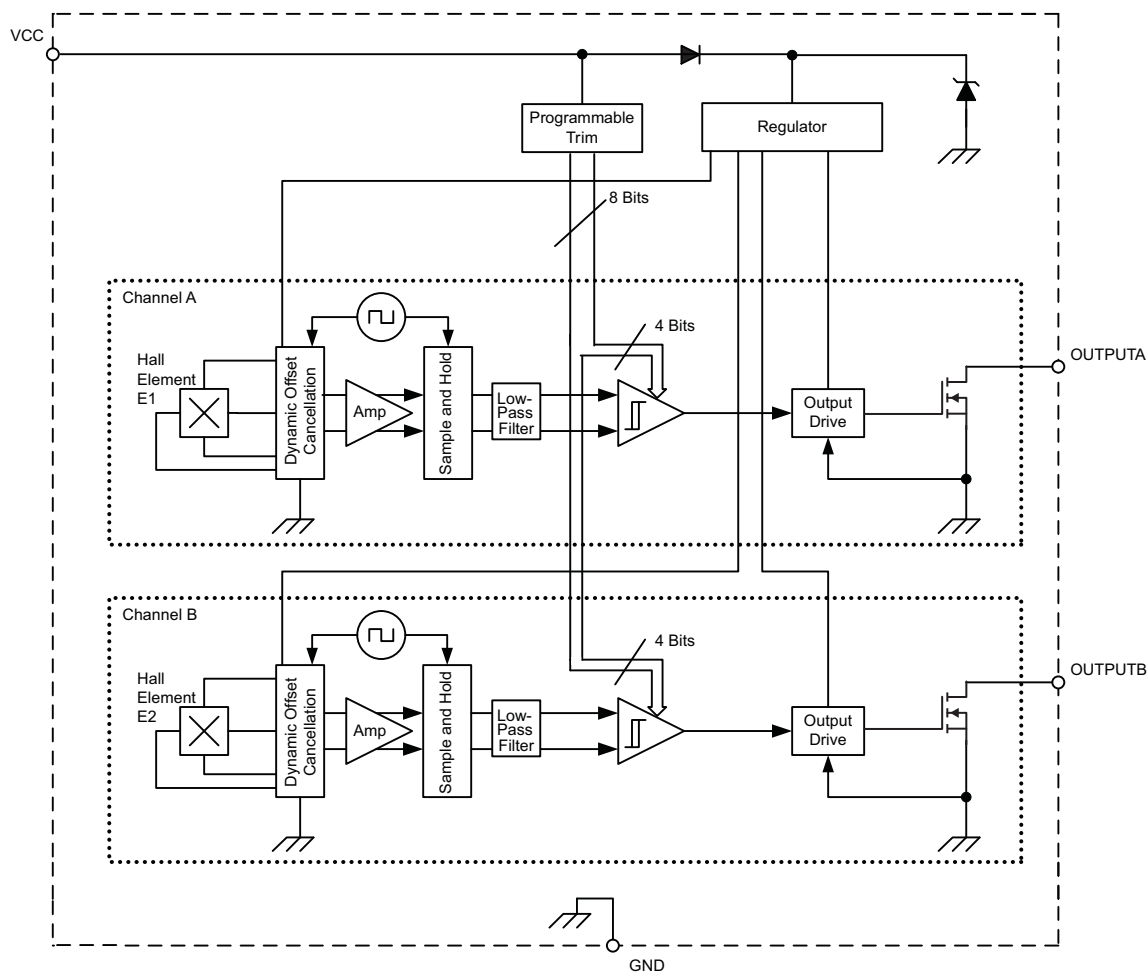 VCC
Programmable
Trim
Regulator
8 Bits
Channel A
4 Bits
Hall
Element
E1
Dynamic Offset
Cancellation
Amp
Sample and Hold
Low-
Pass
Filter
Output
Drive
OUTPUTA
Channel B
4 Bits
Hall
Element
E2
Dynamic Offset
Cancellation
Amp
Sample and Hold
Low-
Pass
Filter
Output
Drive
OUTPUTB
GND